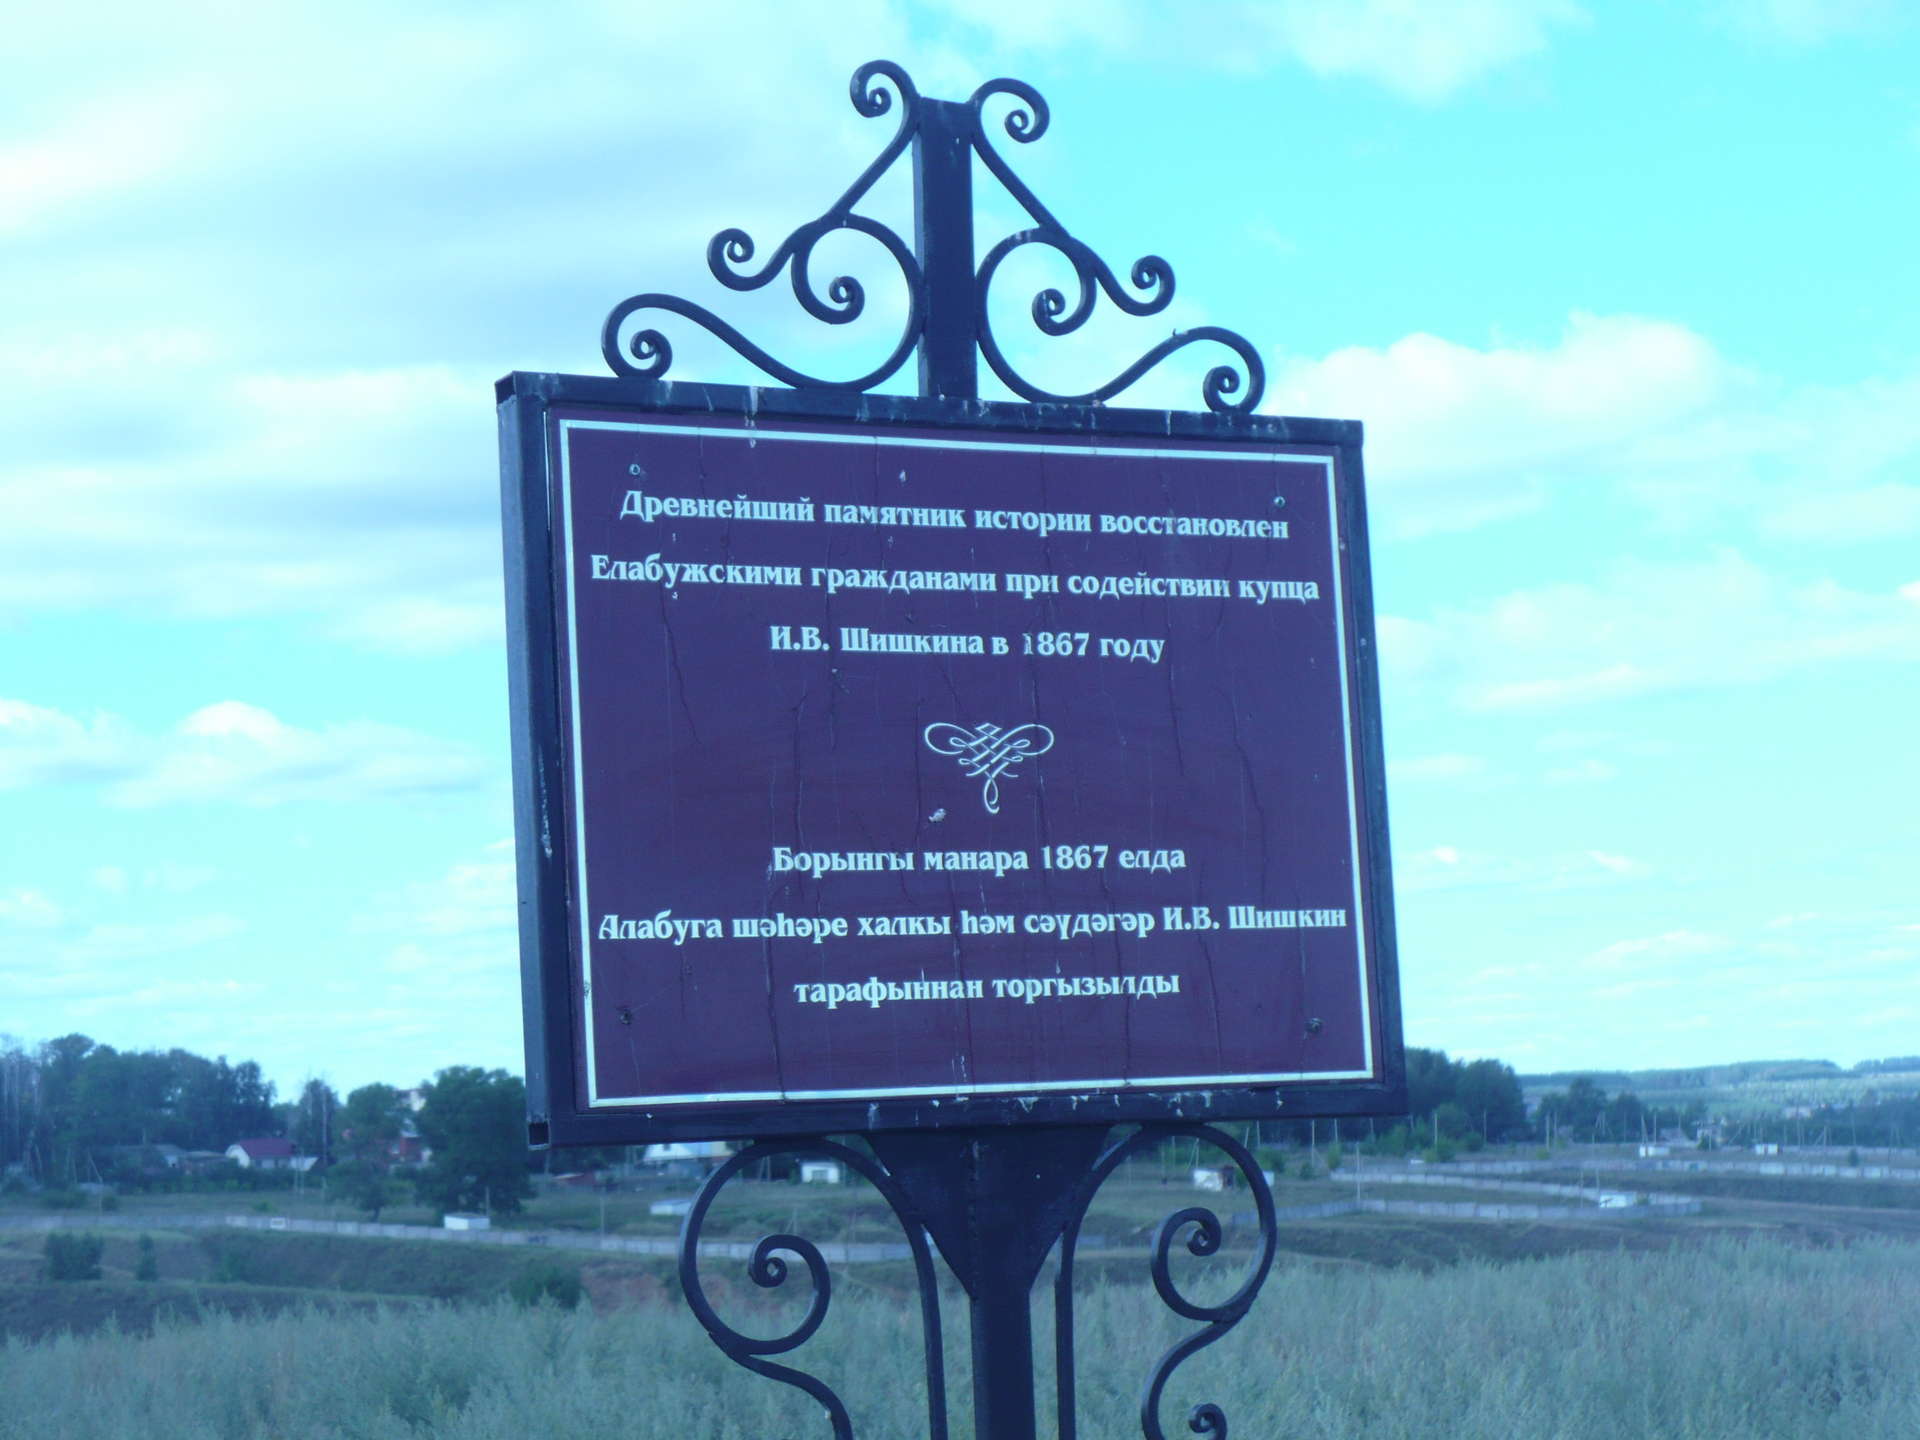 Древнейший памятник истории восстановлен
Елабужскими гражданами при содействии купца
И.В. Шишкина в 1867 году
Борынгы манара 1867 елда
Алабуга шәһәре халкы һәм сәүдәгәр И.В. Шишкин
тарафыннан торгызылды